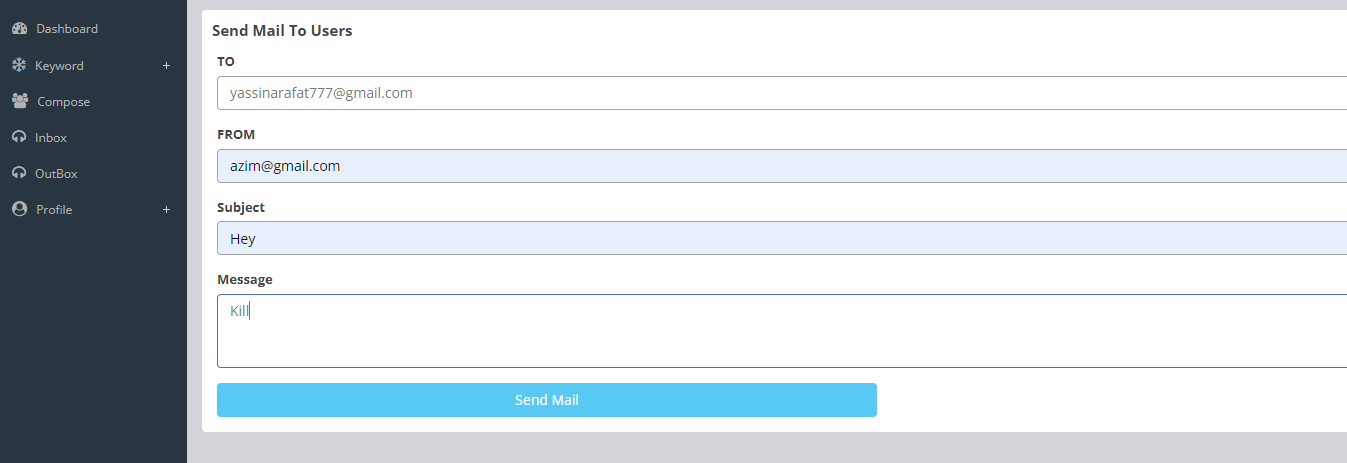 Dashboard
Keyword +
Compose
Inbox
OutBox
Profile +
Send Mail To Users
TO
yassinarafat777@gmail.com
FROM
azim@gmail.com
Subject
Hey
Message
Kill
Send Mail